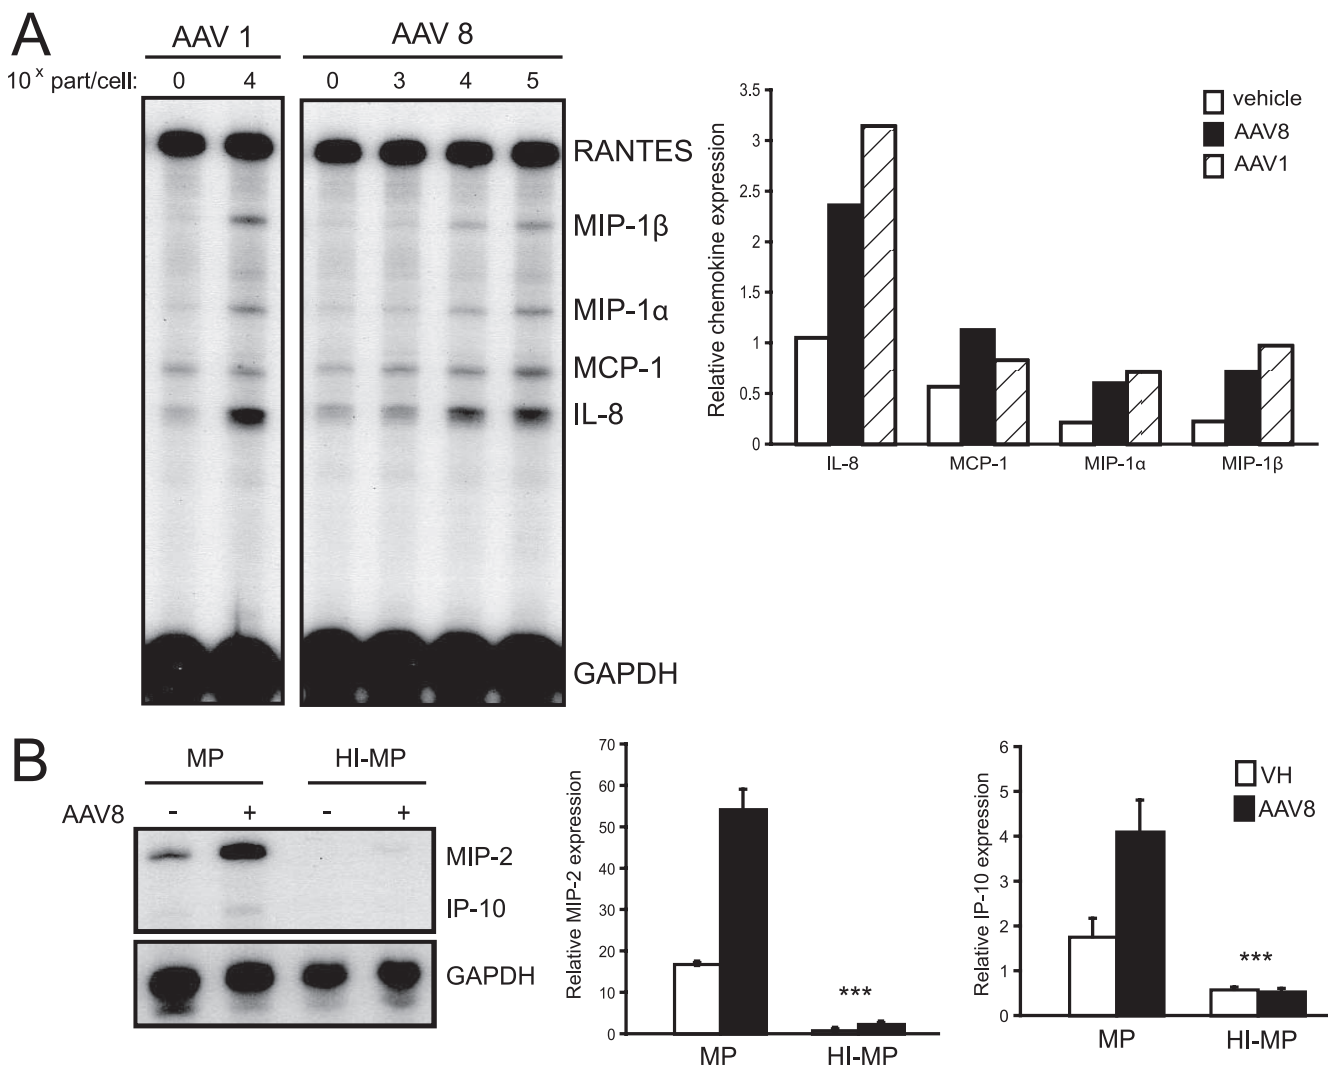 A
AAV 1
AAV 8
10 ˣ part/cell: 0 4 0 3 4 5
RANTES
MIP-1β
MIP-1α
MCP-1
IL-8
GAPDH
Relative chemokine expression
3.5
3
2.5
2
1.5
1
0.5
0
IL-8 MCP-1 MIP-1α MIP-1β
vehicle
AAV8
AAV1
B
MP HI-MP
AAV8 - + - +
MIP-2
IP-10
GAPDH
Relative MIP-2 expression
70
60
50
40
30
20
10
0
***
MP HI-MP
Relative IP-10 expression
6
5
4
3
2
1
0
***
MP HI-MP
VH
AAV8